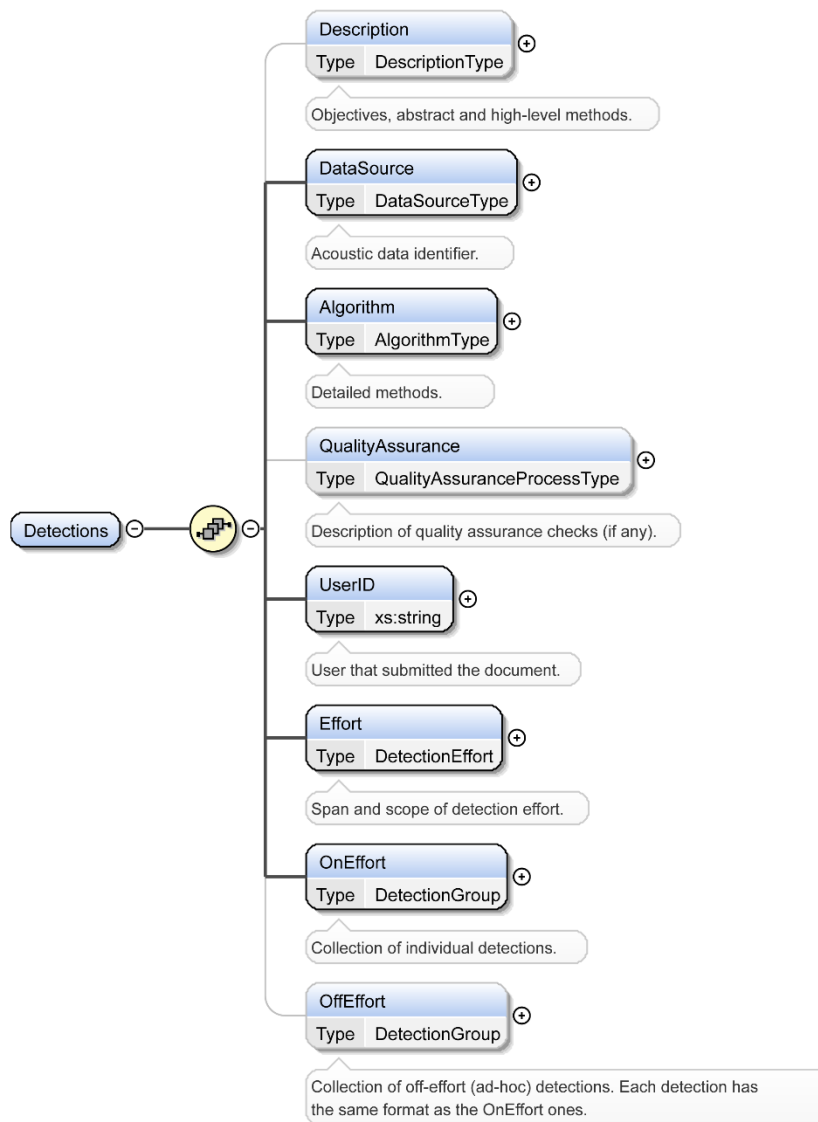 Description
Type DescriptionType
Objectives, abstract and high-level methods.
DataSource
Type DataSourceType
Acoustic data identifier.
Algorithm
Type AlgorithmType
Detailed methods.
QualityAssurance
Type QualityAssuranceProcessType
Description of quality assurance checks (if any).
Detections
UserID
Type xs:string
User that submitted the document.
Effort
Type DetectionEffort
Span and scope of detection effort.
OnEffort
Type DetectionGroup
Collection of individual detections.
OffEffort
Type DetectionGroup
Collection of off-effort (ad-hoc) detections. Each detection has
the same format as the OnEffort ones.